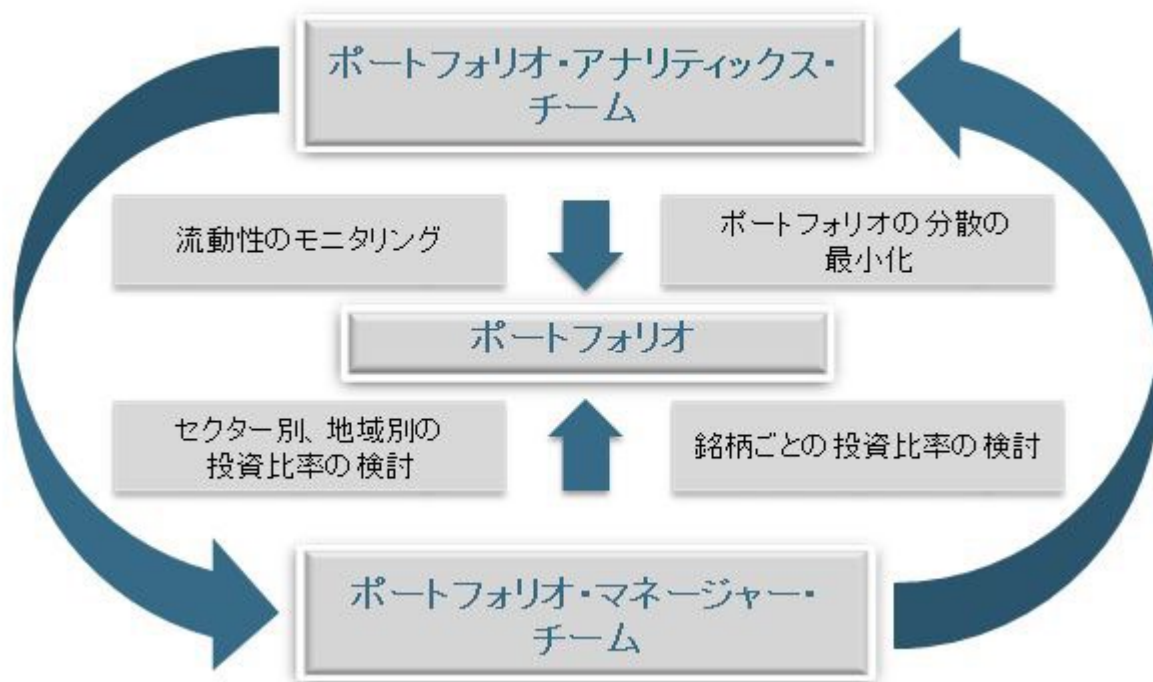 ポートフォリオ・アナリティックス・
チーム
流動性のモニタリング
ポートフォリオの分散の
最小化
ポートフォリオ
セクター別、地域別の
投資比率の検討
銘柄ごとの投資比率の検討
ポートフォリオ・マネージャー・
チーム